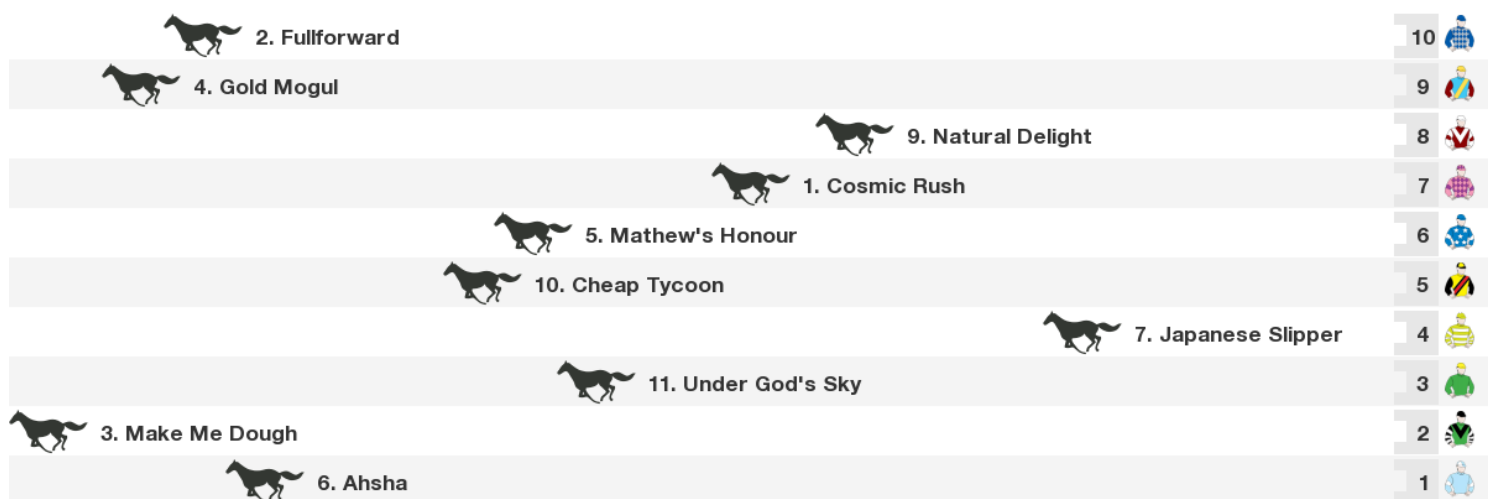 2. Fullforward 10
4. Gold Mogul 9
9. Natural Delight 8
1. Cosmic Rush 7
5. Mathew's Honour 6
10. Cheap Tycoon 5
7. Japanese Slipper 4
11. Under God's Sky 3
3. Make Me Dough 2
6. Ahsha 1